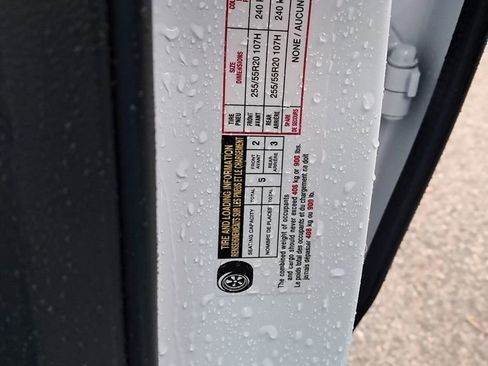 TIRE AND LOADING INFORMATION
RENSEIGNEMENTS SUR LES PNEUS ET LE CHARGEMENT
SEATING CAPACITY TOTAL 5 FRONT AVANT 2 REAR ARRIÈRE 3
NOMBRE DE PLACES TOTAL
The combined weight of occupants
and cargo should never exceed 408 kg or 900 lbs.
Le poids total des occupants et du chargement ne doit
jamais dépasser 408 kg ou 900 lb.
TIRE PNEU SIZE DIMENSIONS
FRONT AVANT 255/55R20 107H 240
REAR ARRIÈRE 255/55R20 107H 240
SPARE DE SECOURS NONE / AUCUN